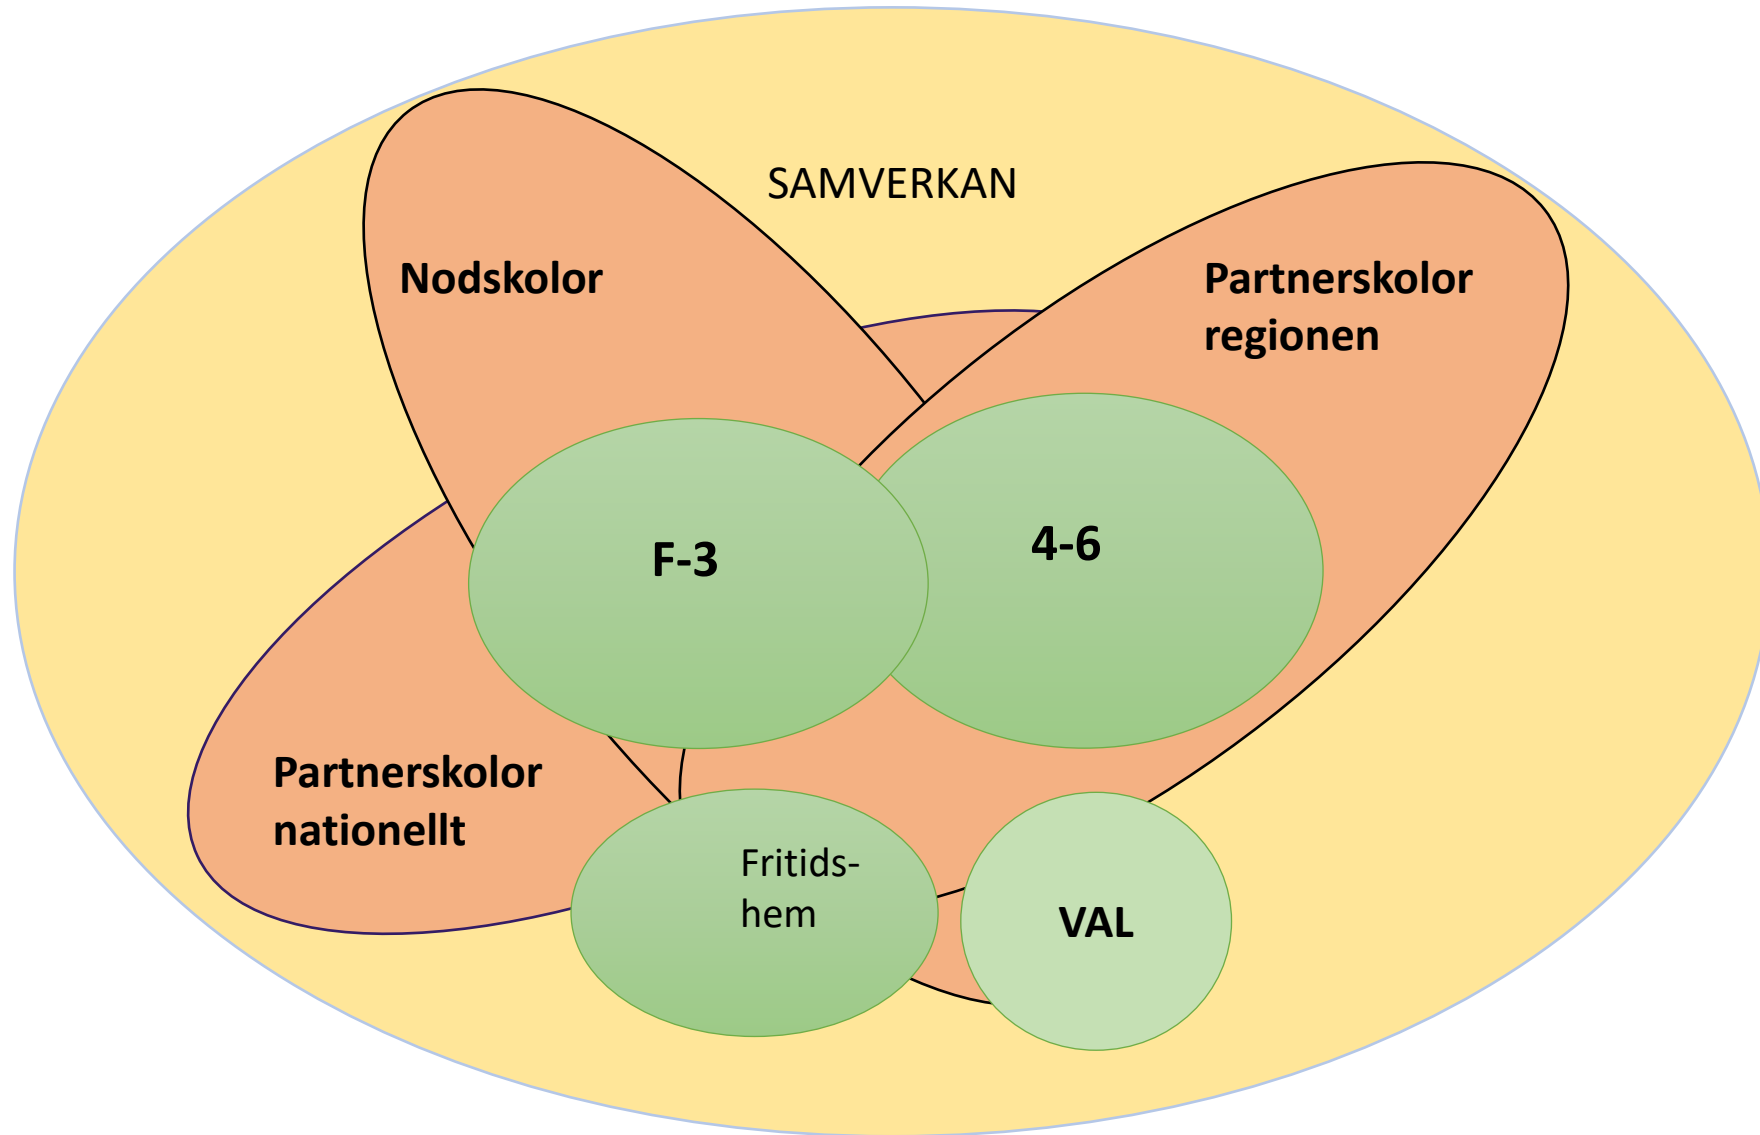 SAMVERKAN
Nodskolor
Partnerskolor
regionen
F-3
4-6
Partnerskolor
nationellt
Fritids-
hem
VAL